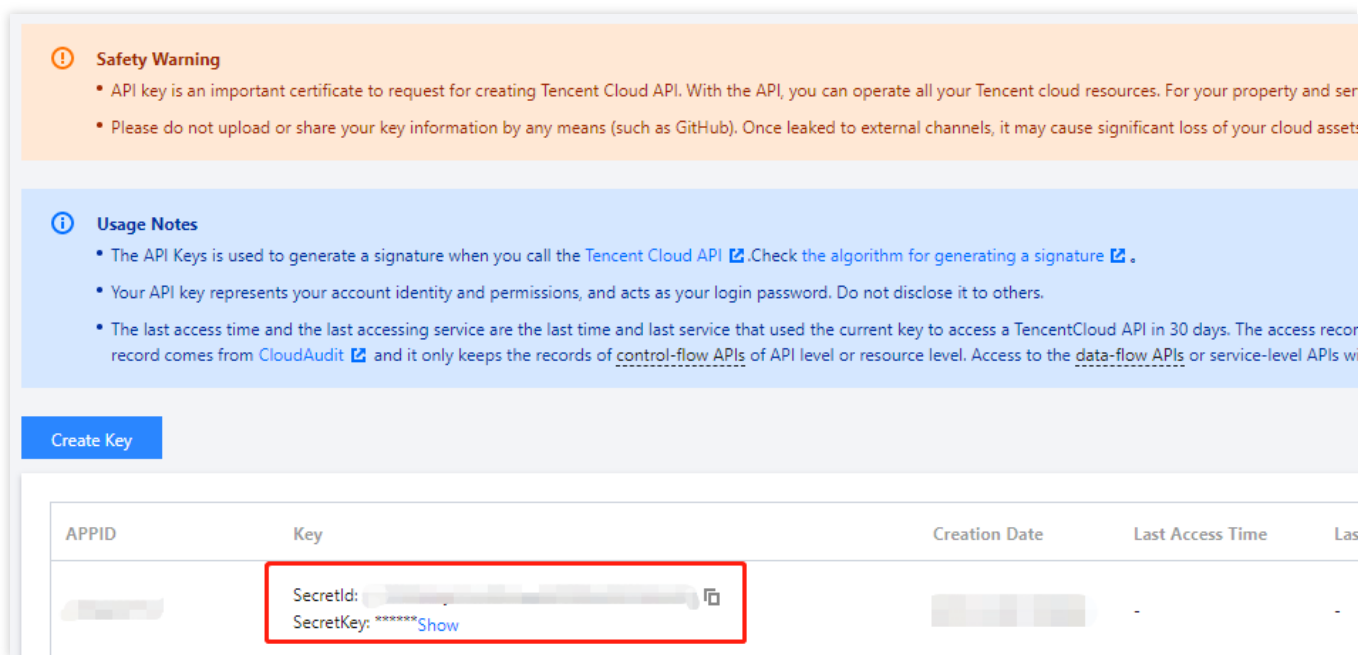 Safety Warning
• API key is an important certificate to request for creating Tencent Cloud API. With the API, you can operate all your Tencent cloud resources. For your property and ser
• Please do not upload or share your key information by any means (such as GitHub). Once leaked to external channels, it may cause significant loss of your cloud assets
Usage Notes
• The API Keys is used to generate a signature when you call the Tencent Cloud API .Check the algorithm for generating a signature 。
• Your API key represents your account identity and permissions, and acts as your login password. Do not disclose it to others.
• The last access time and the last accessing service are the last time and last service that used the current key to access a TencentCloud API in 30 days. The access recor
record comes from CloudAudit and it only keeps the records of control-flow APIs of API level or resource level. Access to the data-flow APIs or service-level APIs wi
Create Key
APPID Key Creation Date Last Access Time Las
SecretId:
SecretKey: ******Show
- -